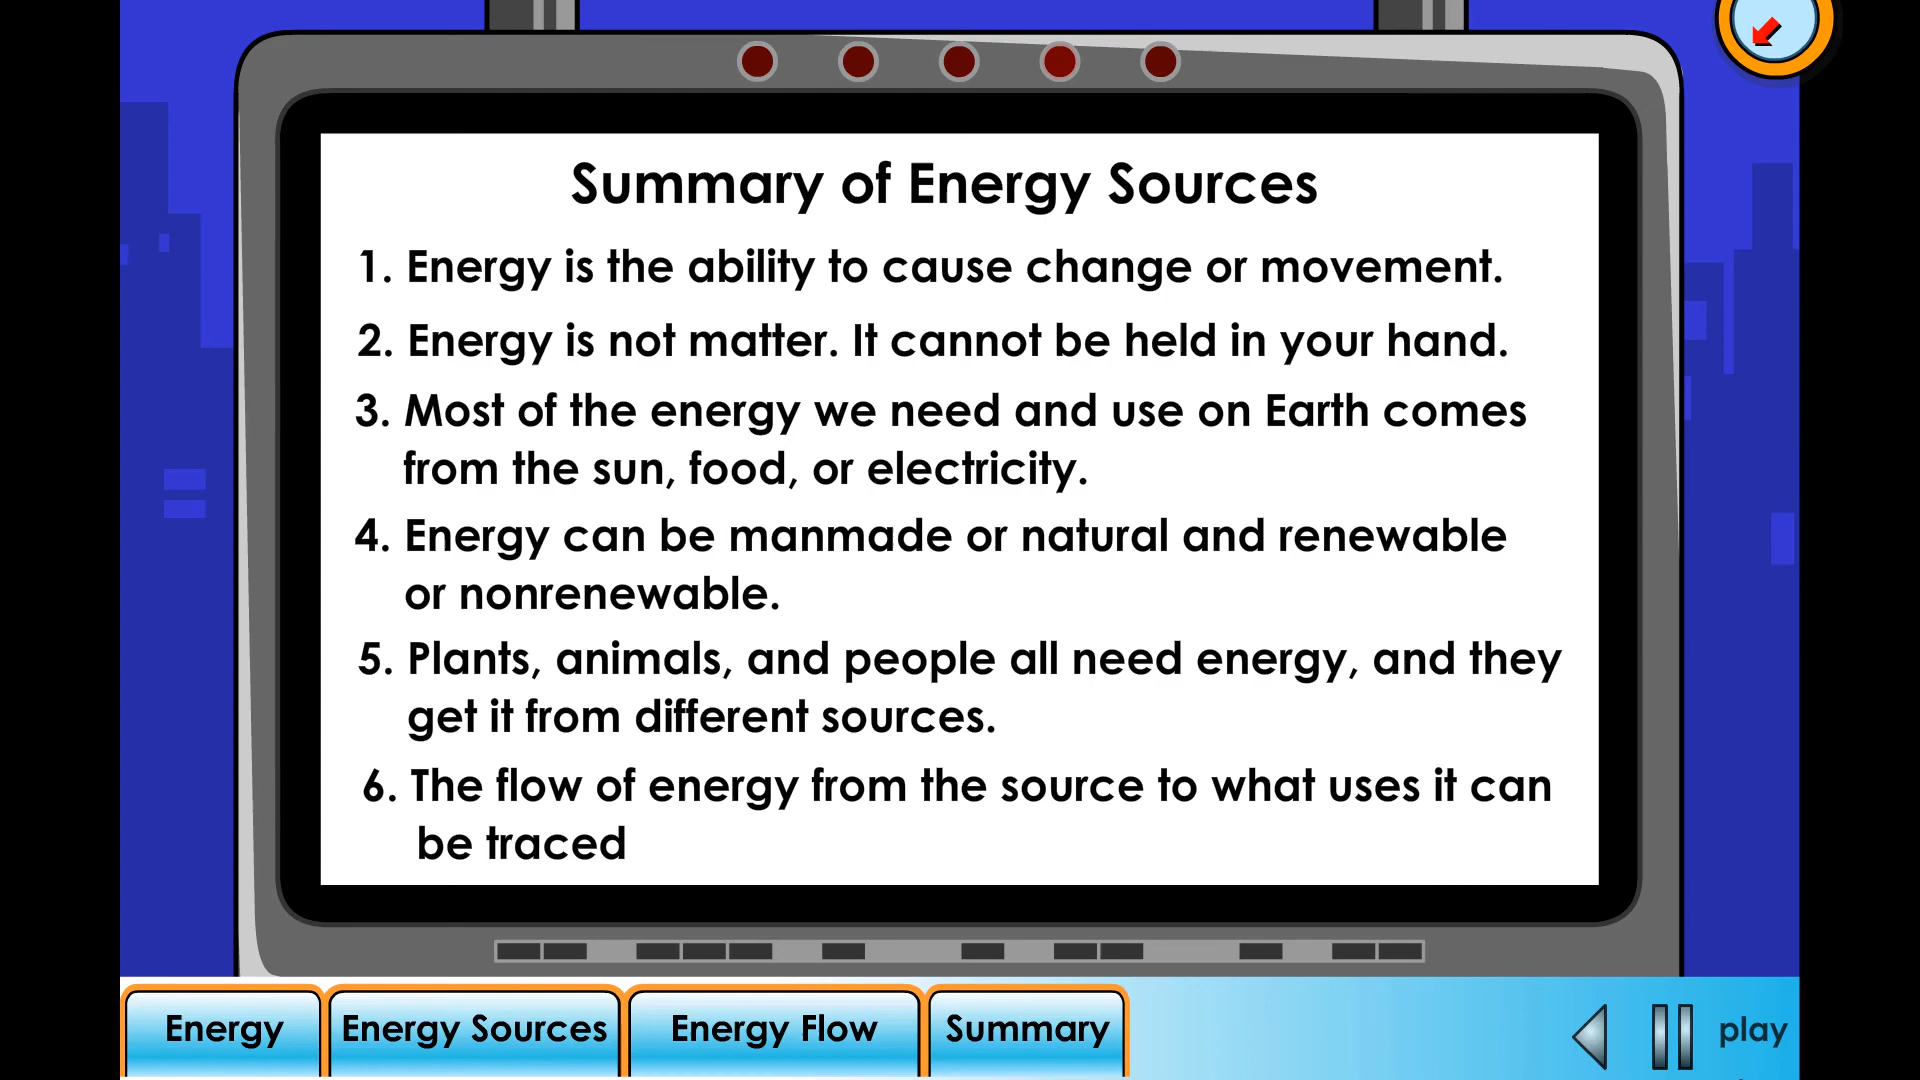 Summary of Energy Sources
1. Energy is the ability to cause change or movement.
2. Energy is not matter. It cannot be held in your hand.
3. Most of the energy we need and use on Earth comes
from the sun, food, or electricity.
4. Energy can be manmade or natural and renewable
or nonrenewable.
5. Plants, animals, and people all need energy, and they
get it from different sources.
6. The flow of energy from the source to what uses it can
be traced
Energy
Energy Sources
Energy Flow
Summary
play